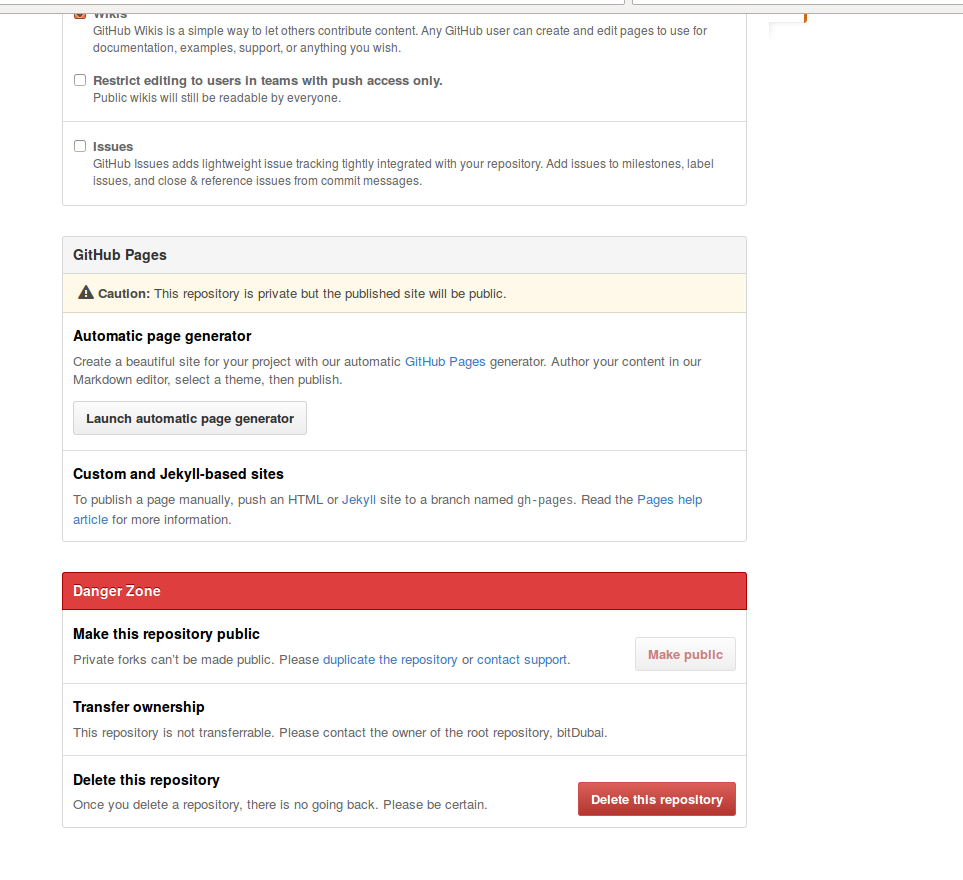 Wikis
GitHub Wikis is a simple way to let others contribute content. Any GitHub user can create and edit pages to use for
documentation, examples, support, or anything you wish.
Restrict editing to users in teams with push access only.
Public wikis will still be readable by everyone.
Issues
GitHub Issues adds lightweight issue tracking tightly integrated with your repository. Add issues to milestones, label
issues, and close & reference issues from commit messages.
GitHub Pages
Caution: This repository is private but the published site will be public.
Automatic page generator
Create a beautiful site for your project with our automatic GitHub Pages generator. Author your content in our
Markdown editor, select a theme, then publish.
Launch automatic page generator
Custom and Jekyll-based sites
To publish a page manually, push an HTML or Jekyll site to a branch named gh-pages. Read the Pages help
article for more information.
Danger Zone
Make this repository public
Private forks can't be made public. Please duplicate the repository or contact support.
Make public
Transfer ownership
This repository is not transferrable. Please contact the owner of the root repository, bitDubai.
Delete this repository
Once you delete a repository, there is no going back. Please be certain.
Delete this repository